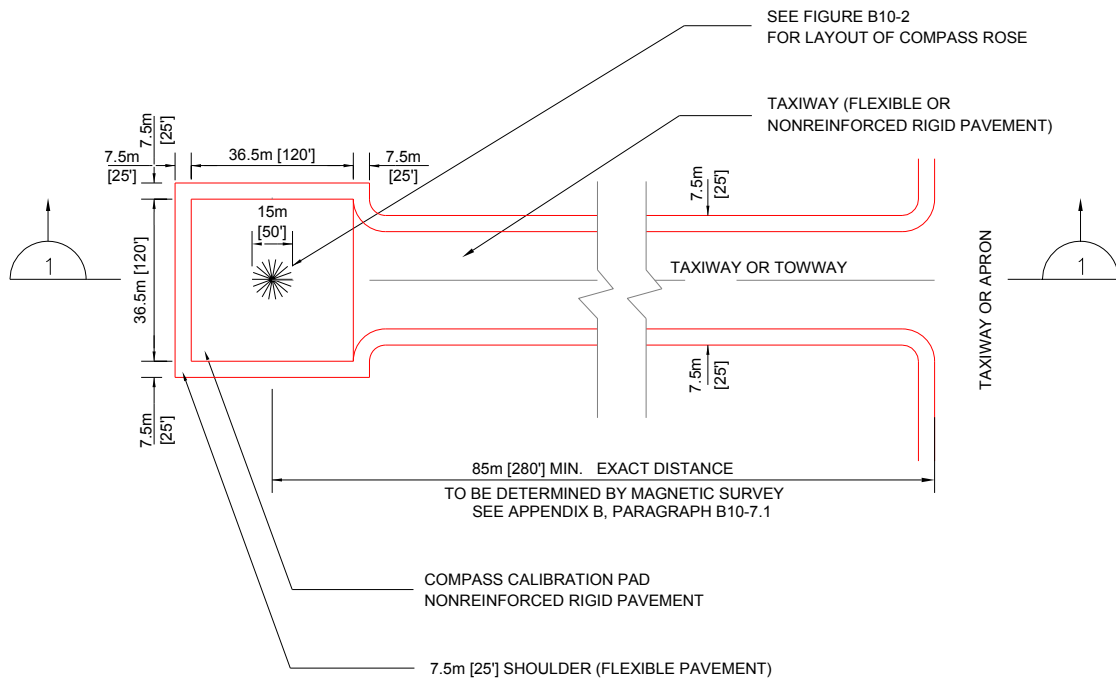 SEE FIGURE B10-2
FOR LAYOUT OF COMPASS ROSE
TAXIWAY (FLEXIBLE OR
NONREINFORCED RIGID PAVEMENT)
7.5m
[25']
7.5m
[25']
36.5m [120']
7.5m
[25']
15m
[50']
36.5m [120']
7.5m
[25']
1
1
TAXIWAY OR TOWWAY
TAXIWAY OR APRON
7.5m
[25']
7.5m
[25']
85m [280'] MIN. EXACT DISTANCE
TO BE DETERMINED BY MAGNETIC SURVEY
SEE APPENDIX B, PARAGRAPH B10-7.1
COMPASS CALIBRATION PAD
NONREINFORCED RIGID PAVEMENT
7.5m [25'] SHOULDER (FLEXIBLE PAVEMENT)